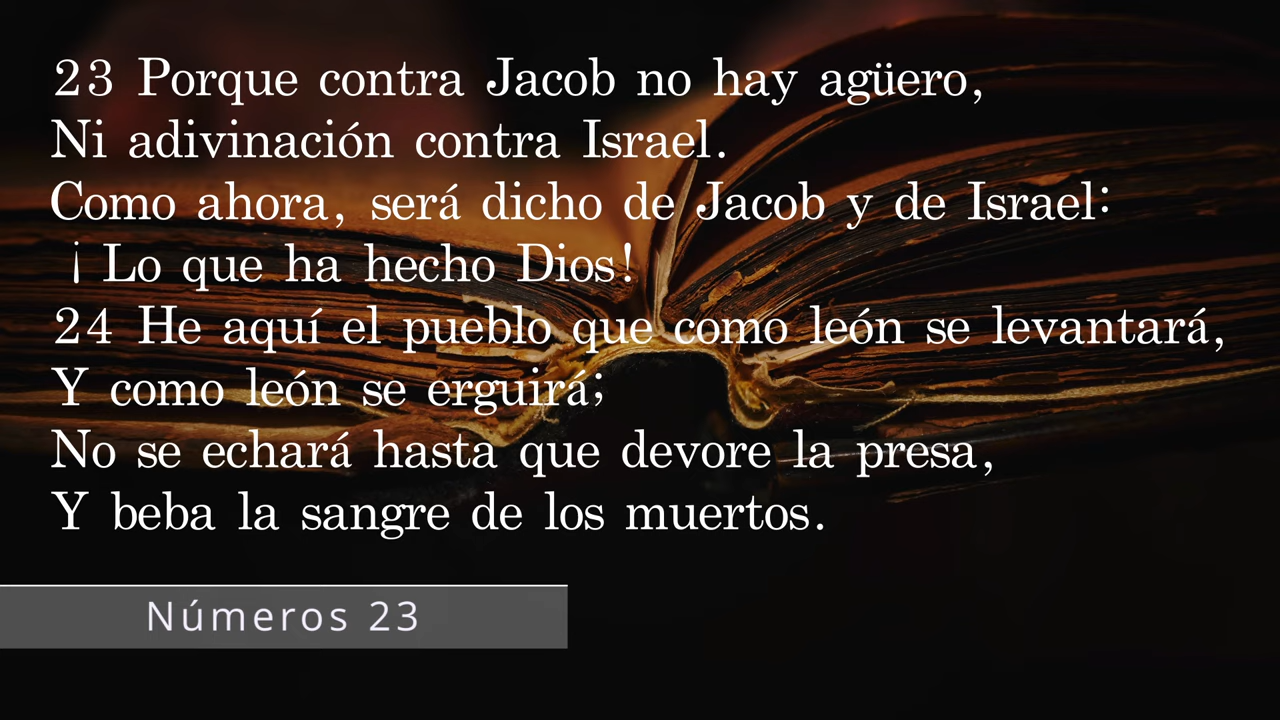 23 Porque contra Jacob no hay agüero,
Ni adivinación contra Israel.
Como ahora, será dicho de Jacob y de Israel:
¡ Lo que ha hecho Dios!
24 He aquí el pueblo que como león se levantará,
Y como león se erguirá;
No se echará hasta que devore la presa,
Y beba la sangre de los muertos.
Números 23